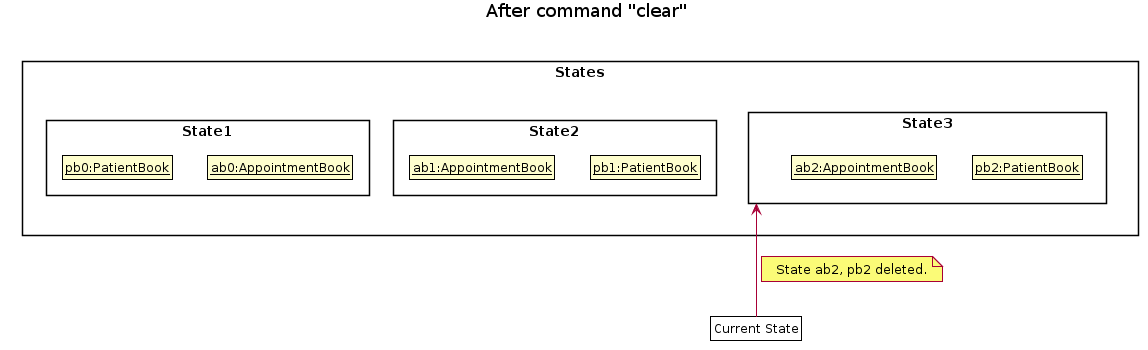 After command "clear"
States
State1
pb0:PatientBook
ab0:AppointmentBook
State2
ab1:AppointmentBook
pb1:PatientBook
State3
ab2:AppointmentBook
pb2:PatientBook
State ab2, pb2 deleted.
Current State